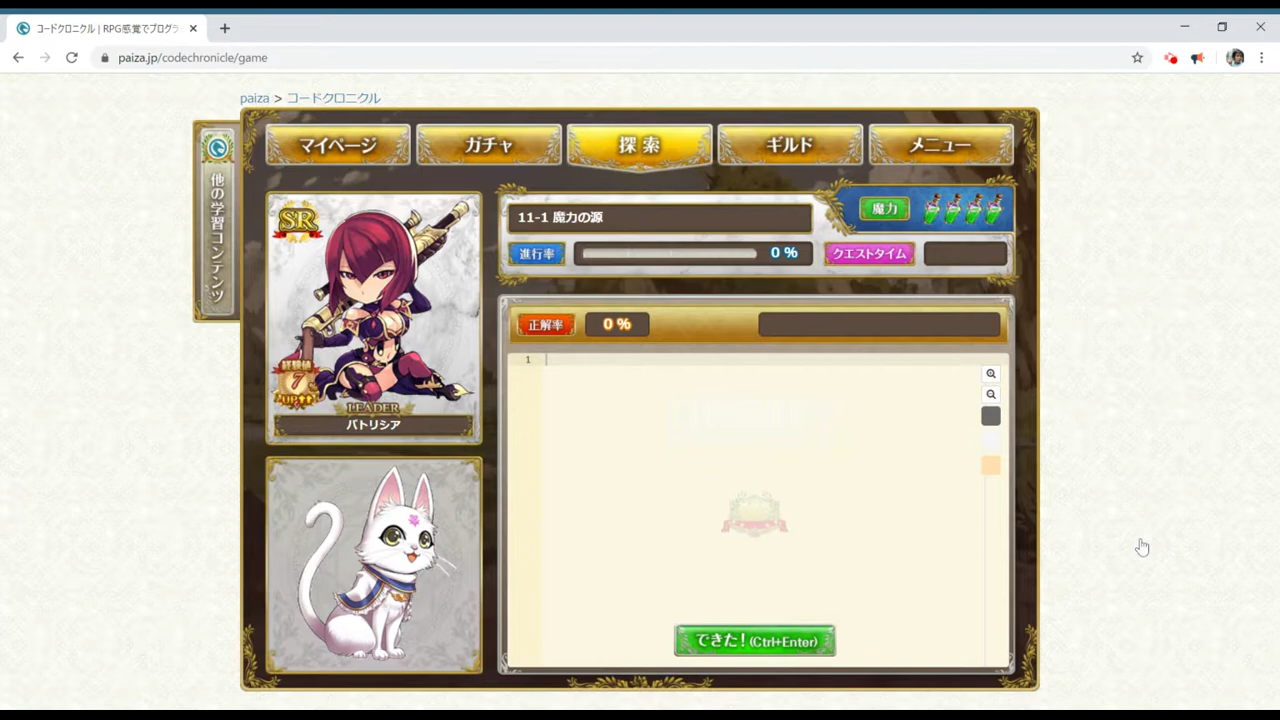 コードクロニクル | RPG感覚でプログラ
paiza.jp/codechronicle/game
paiza > コードクロニクル
他の学習コンテンツ
マイページ
ガチャ
探索
ギルド
メニュー
SR
経験値
7
UP
LEADER
パトリシア
11-1 魔力の源
魔力
進行率
0 %
クエストタイム
正解率
0 %
1
できた! (Ctrl+Enter)